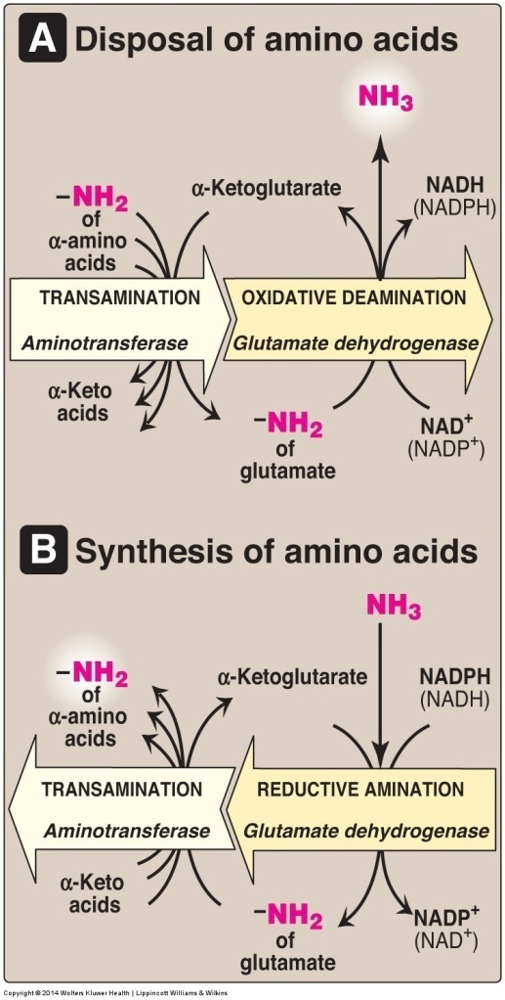 A Disposal of amino acids
NH₃
α-Ketoglutarate
NADH
(NADPH)
–NH₂
of
α-amino
acids
TRANSAMINATION
Aminotransferase
OXIDATIVE DEAMINATION
Glutamate dehydrogenase
α-Keto
acids
–NH₂
of
glutamate
NAD⁺
(NADP⁺)
B Synthesis of amino acids
NH₃
–NH₂
of
α-amino
acids
α-Ketoglutarate
NADPH
(NADH)
TRANSAMINATION
Aminotransferase
REDUCTIVE AMINATION
Glutamate dehydrogenase
α-Keto
acids
–NH₂
of
glutamate
NADP⁺
(NAD⁺)
Copyright © 2014 Wolters Kluwer Health | Lippincott Williams & Wilkins